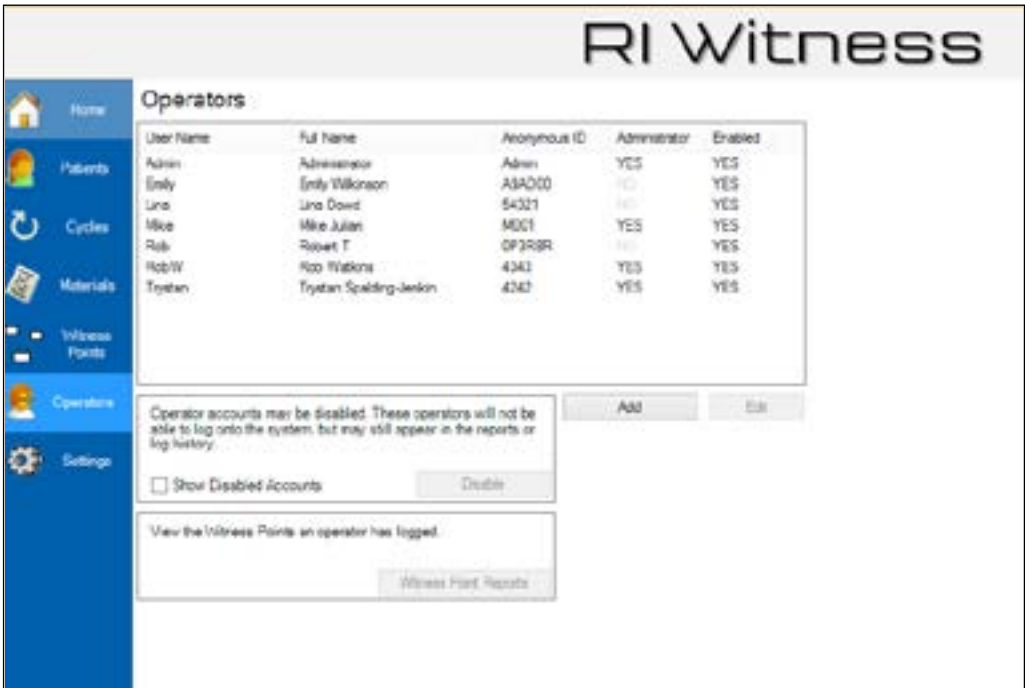 RI Witness
Home
Patients
Cycles
Materials
Witness
Points
Operators
Settings
Operators
User Name Full Name Anonymous ID Administrator Enabled
Admin Administrator Admin YES YES
Emily Emily Wilkinson NO YES
Lina Lina Dowd 54321 NO YES
Mike Mike Julian M001 YES YES
Rob Robert T NO YES
RobW Rob Watkins 4343 YES YES
Trystan Trystan Spalding-Jenkin 4242 YES YES
Add Edit
Operator accounts may be disabled. These operators will not be
able to log onto the system, but may still appear in the reports or
log history.
Show Disabled Accounts Disable
View the Witness Points an operator has logged.
Witness Point Reports